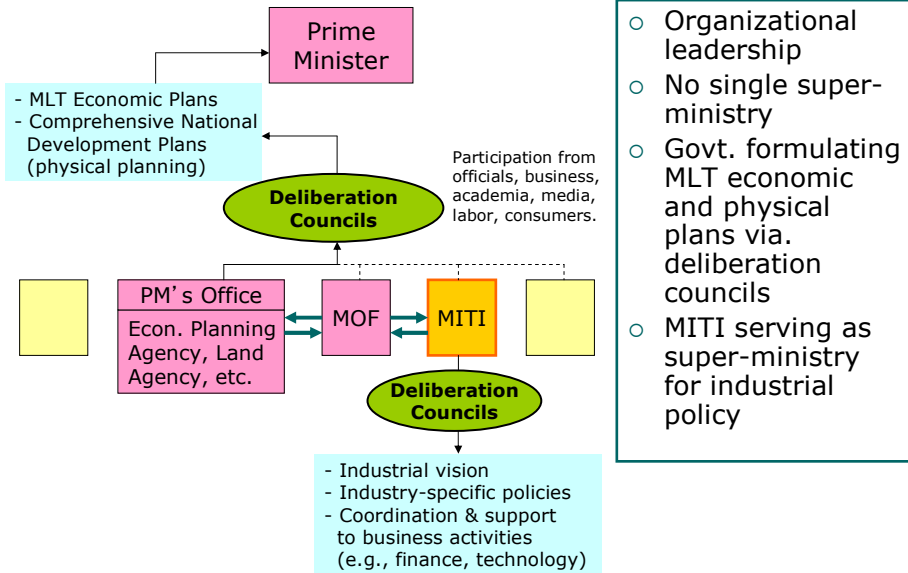 Prime
Minister
- MLT Economic Plans
- Comprehensive National
Development Plans
(physical planning)
Participation from
officials, business,
academia, media,
labor, consumers.
Deliberation
Councils
PM's Office
Econ. Planning
Agency, Land
Agency, etc.
MOF
MITI
Deliberation
Councils
- Industrial vision
- Industry-specific policies
- Coordination & support
to business activities
(e.g., finance, technology)
o Organizational
leadership
o No single super-
ministry
o Govt. formulating
MLT economic
and physical
plans via.
deliberation
councils
o MITI serving as
super-ministry
for industrial
policy